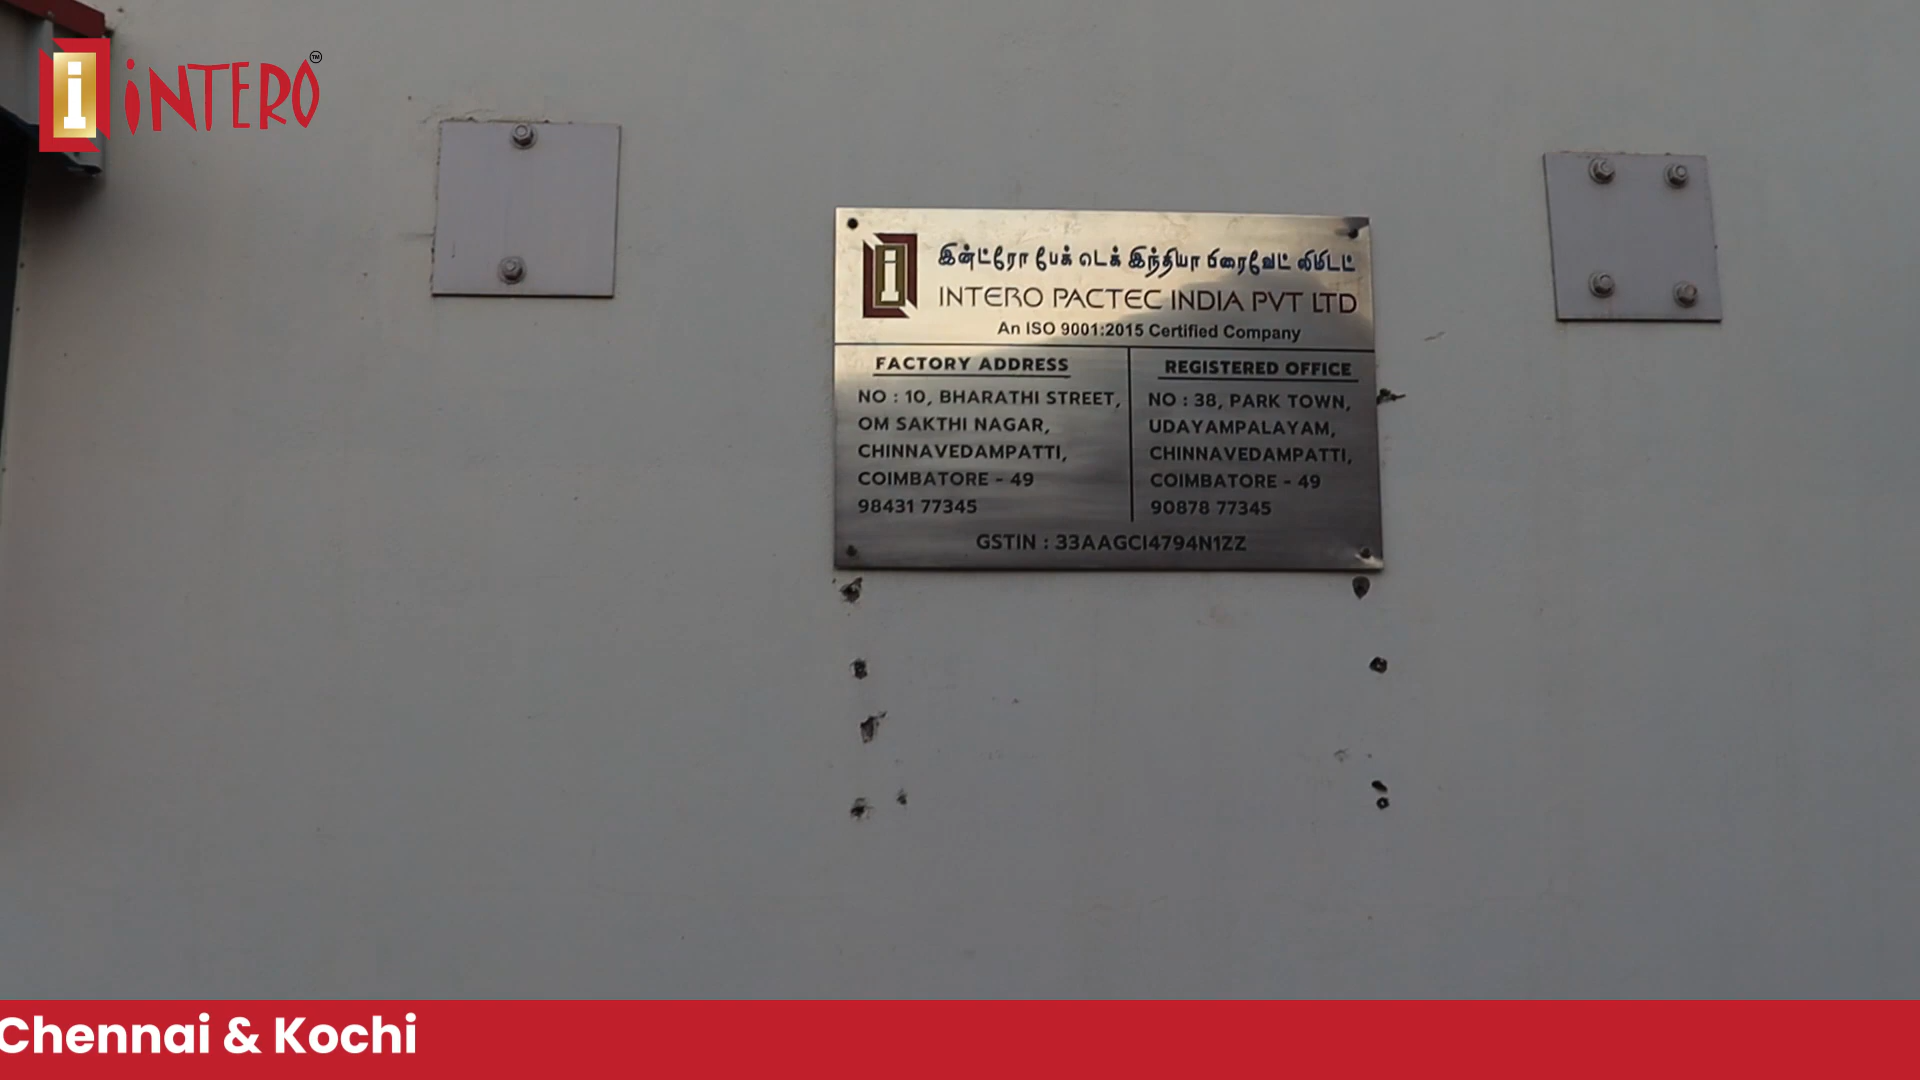 iNTERO™
இன்ட்ரோ பேக் டெக் இந்தியா பிரைவேட் லிமிடட்
INTERO PACTEC INDIA PVT LTD
An ISO 9001:2015 Certified Company
FACTORY ADDRESS
NO : 10, BHARATHI STREET,
OM SAKTHI NAGAR,
CHINNAVEDAMPATTI,
COIMBATORE - 49
98431 77345
REGISTERED OFFICE
NO : 38, PARK TOWN,
UDAYAMPALAYAM,
CHINNAVEDAMPATTI,
COIMBATORE - 49
90878 77345
GSTIN : 33AAGCI4794N1ZZ
Chennai & Kochi